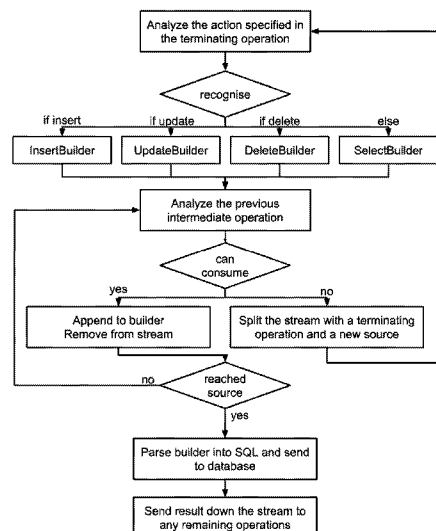 Analyze the action specified in
the terminating operation
recognise
if insert
if update
if delete
else
InsertBuilder
UpdateBuilder
DeleteBuilder
SelectBuilder
Analyze the previous
intermediate operation
can
consume
yes
no
Append to builder
Remove from stream
Split the stream with a terminating
operation and a new source
no
reached
source
yes
Parse builder into SQL and send
to database
Send result down the stream to
any remaining operations